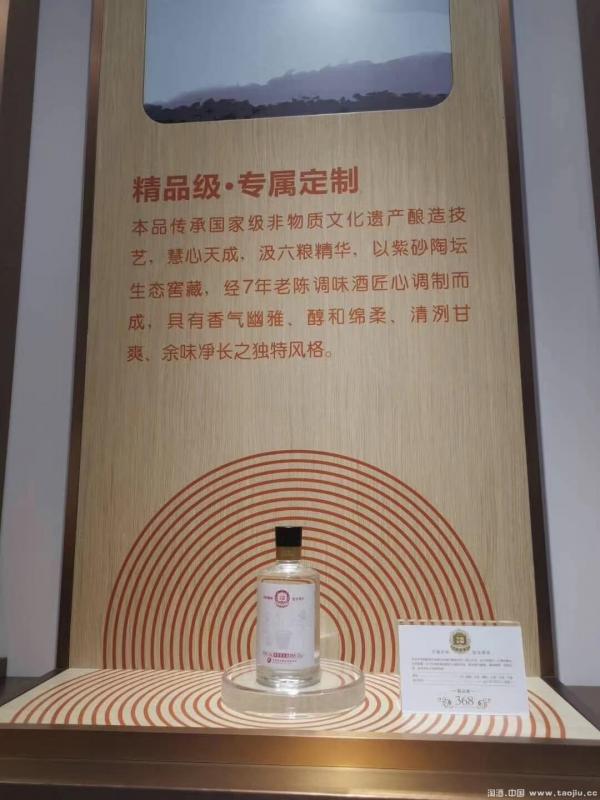 精品级·专属定制
本品传承国家级非物质文化遗产酿造技
艺，慧心天成，汲六粮精华，以紫砂陶坛
生态窖藏，经7年老陈调味酒匠心调制而
成，具有香气幽雅、醇和绵柔、清洌甘
爽、余味净长之独特风格。
368
淘酒.中国 www.taojiu.cc